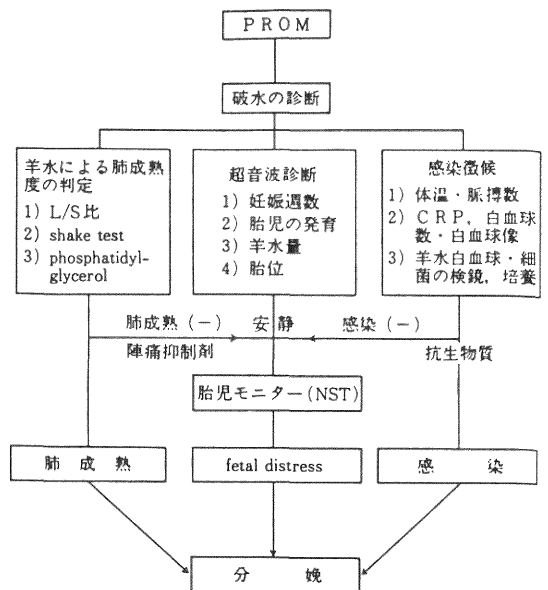 PROM
破水の診断
羊水による肺成熟
度の判定
1) L/S比
2) shake test
3) phosphatidyl-
glycerol
超音波診断
1) 妊娠週数
2) 胎児の発育
3) 羊水量
4) 胎位
感染徴候
1) 体温・脈搏数
2) CRP, 白血球
数・白血球像
3) 羊水白血球・細
菌の検鏡, 培養
肺成熟 (−)
安静
感染 (−)
陣痛抑制剤
抗生物質
胎児モニター(NST)
肺成熟
fetal distress
感染
分娩